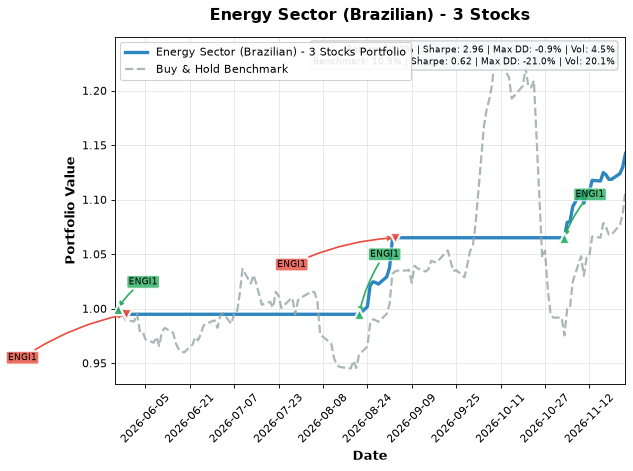 Energy Sector (Brazilian) - 3 Stocks
Energy Sector (Brazilian) - 3 Stocks Portfolio
Buy & Hold Benchmark
| Sharpe: 2.96 | Max DD: -0.9% | Vol: 4.5%
Benchmark: 10.9% | Sharpe: 0.62 | Max DD: -21.0% | Vol: 20.1%
Portfolio Value
1.20
1.15
1.10
1.05
1.00
0.95
ENGI1
ENGI1
ENGI1
ENGI1
ENGI1
2026-06-05
2026-06-21
2026-07-07
2026-07-23
2026-08-08
2026-08-24
2026-09-09
2026-09-25
2026-10-11
2026-10-27
2026-11-12
Date